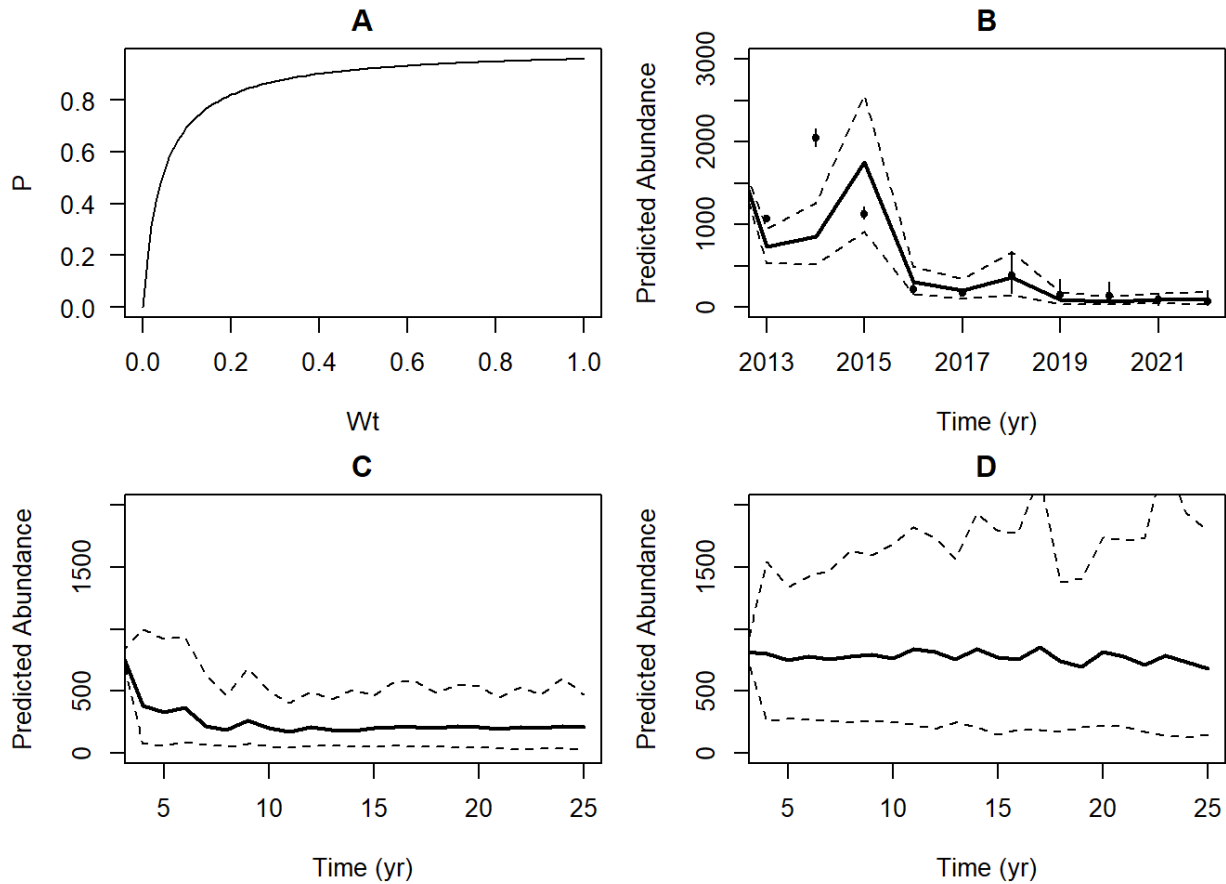 A
P
0.0
0.2
0.4
0.6
0.8
0.0 0.2 0.4 0.6 0.8 1.0
Wt
B
Predicted Abundance
0 1000 2000 3000
2013 2015 2017 2019 2021
Time (yr)
C
Predicted Abundance
0 500 1500
5 10 15 20 25
Time (yr)
D
Predicted Abundance
0 500 1500
5 10 15 20 25
Time (yr)